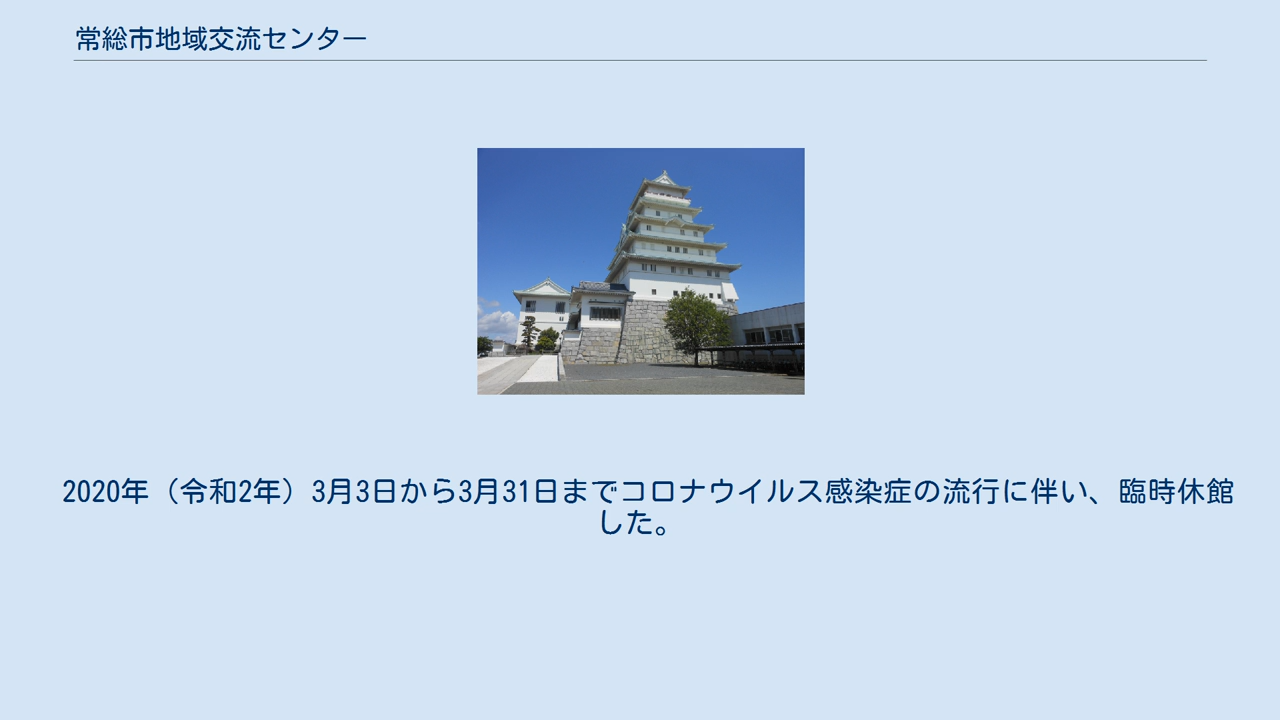 常総市地域交流センター
2020年（令和2年）3月3日から3月31日までコロナウイルス感染症の流行に伴い、臨時休館
した。